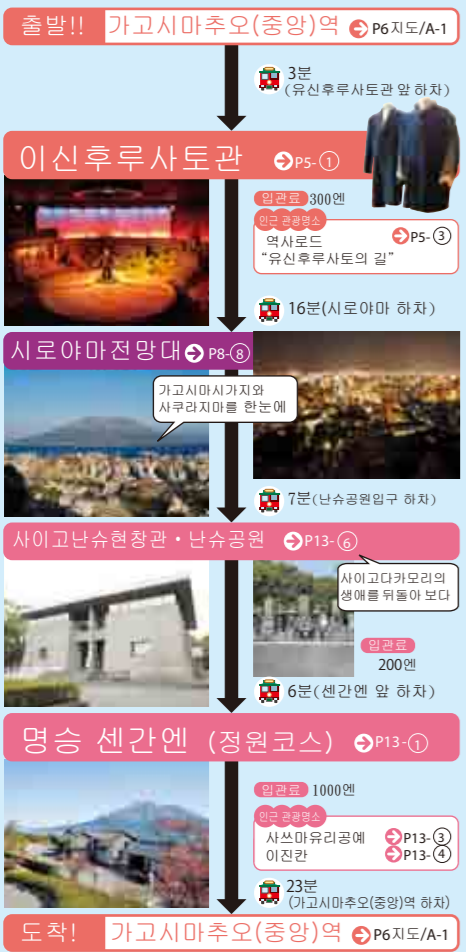 출발!! 가고시마추오(중앙)역 P6지도/A-1
3분
(유신후루사토관 앞 하차)
이신후루사토관 P5-①
입관료 300엔
인근 관광명소
역사로드 P5-③
“유신후루사토의 길”
16분(시로야마 하차)
시로야마전망대 P8-⑧
가고시마시가지와
사쿠라지마를 한눈에
7분(난슈공원입구 하차)
사이고난슈현창관・난슈공원 P13-⑥
사이고다카모리의
생애를 뒤돌아 보다
입관료
200엔
6분(센간엔 앞 하차)
명승 센간엔 (정원코스) P13-①
입관료 1000엔
인근 관광명소
사쓰마유리공예 P13-③
이진칸 P13-④
23분
(가고시마추오(중앙)역 하차)
도착! 가고시마추오(중앙)역 P6지도/A-1